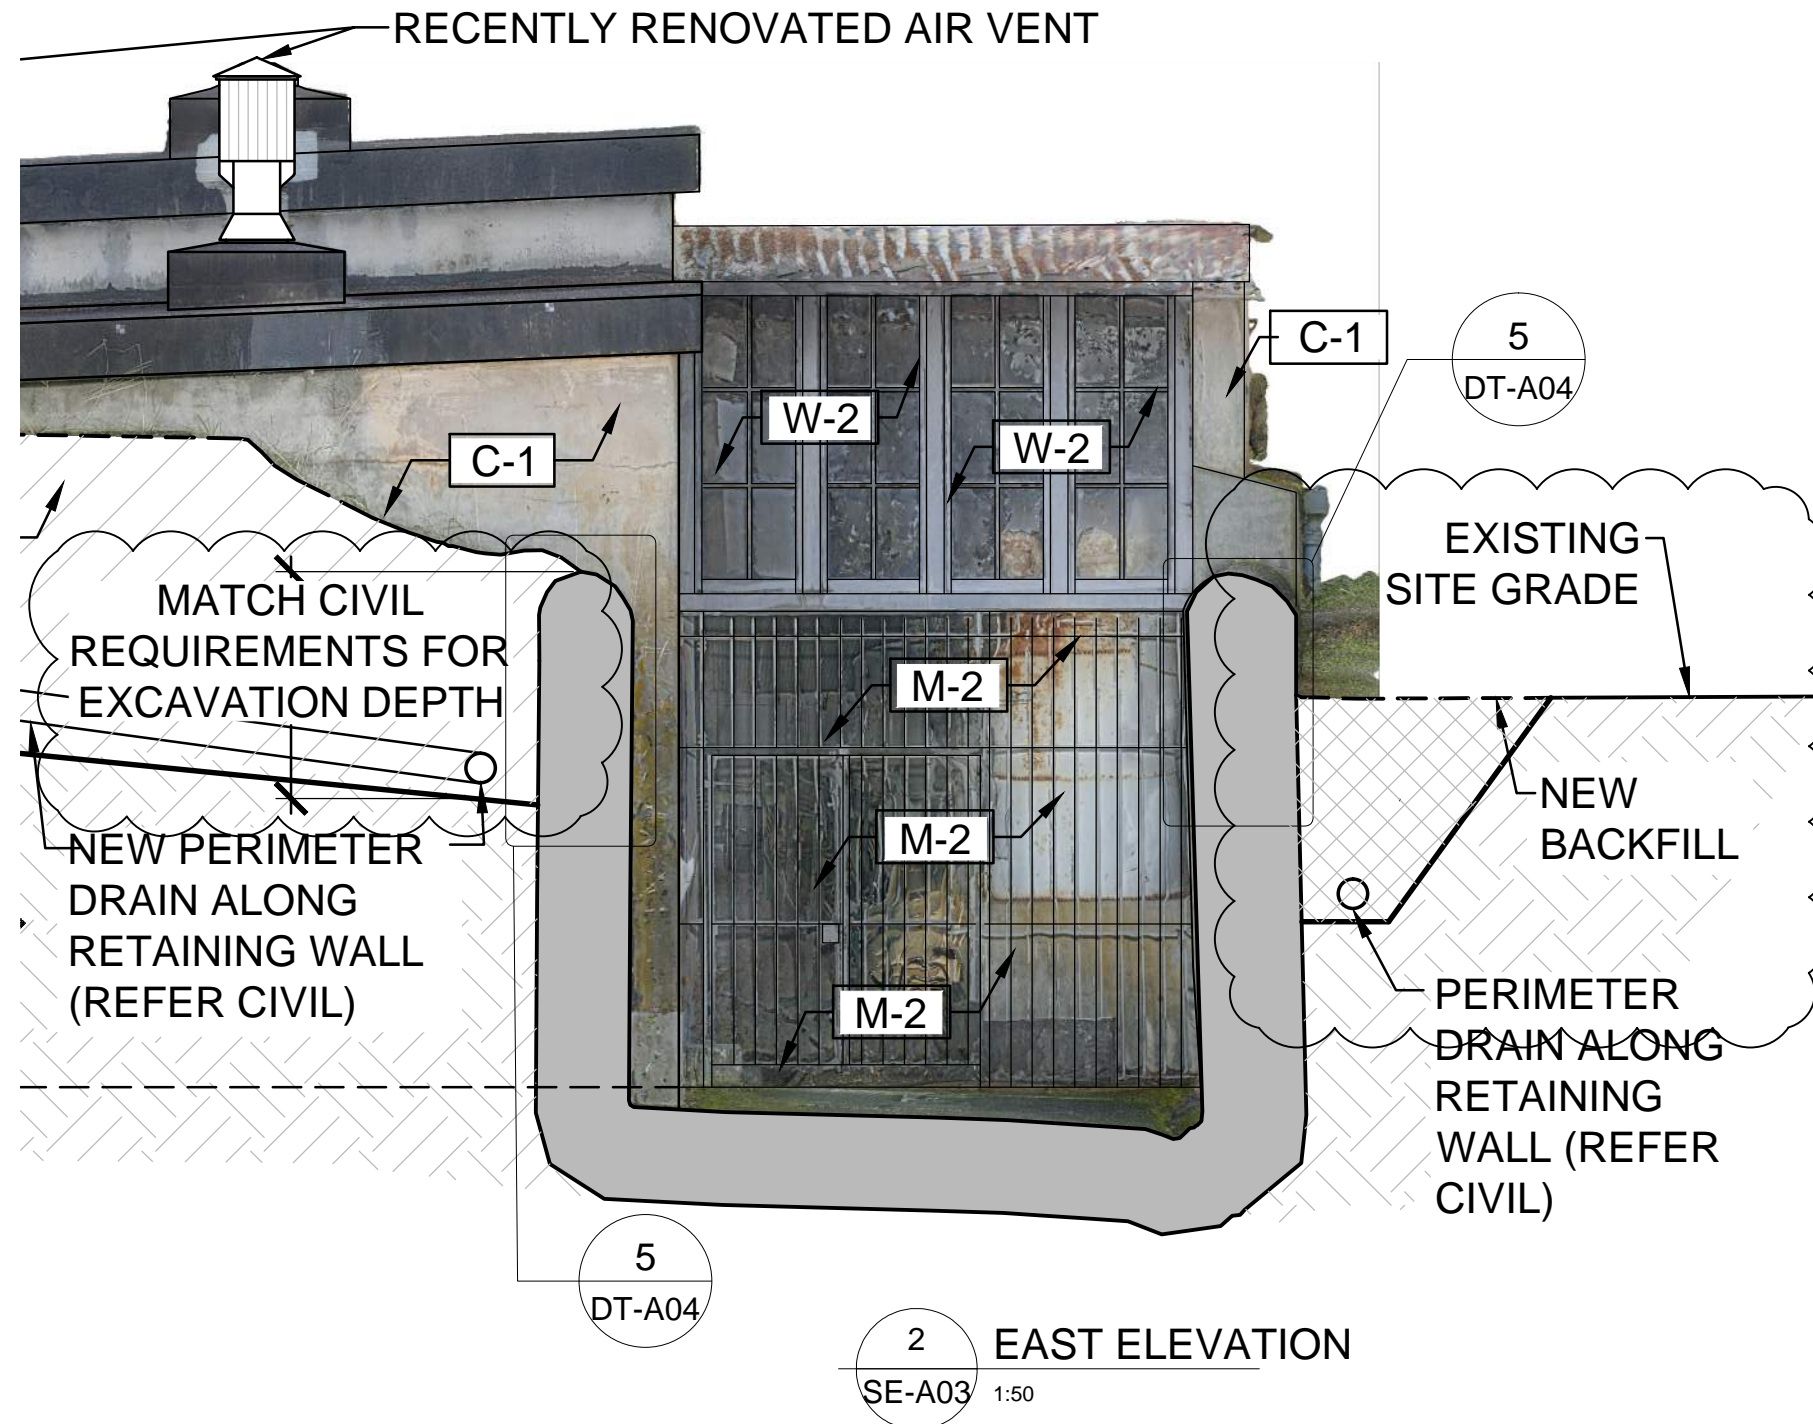 RECENTLY RENOVATED AIR VENT
C-1
5
DT-A04
W-2
W-2
C-1
EXISTING
SITE GRADE
MATCH CIVIL
REQUIREMENTS FOR
EXCAVATION DEPTH
M-2
NEW
BACKFILL
M-2
NEW PERIMETER
DRAIN ALONG
RETAINING WALL
(REFER CIVIL)
M-2
PERIMETER
DRAIN ALONG
RETAINING
WALL (REFER
CIVIL)
5
DT-A04
2
SE-A03
EAST ELEVATION
1:50